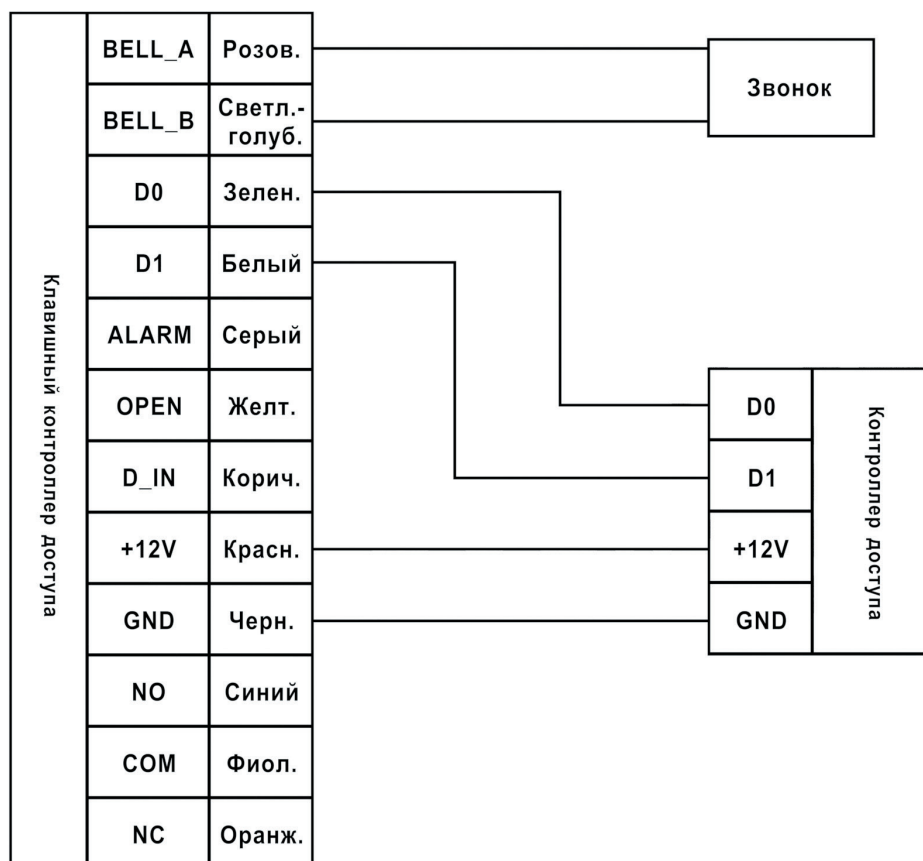 Клавишный контроллер доступа
BELL_A Розов.
BELL_B Светл.-
голуб.
D0 Зелен.
D1 Белый
ALARM Серый
OPEN Желт.
D_IN Корич.
+12V Красн.
GND Черн.
NO Синий
COM Фиол.
NC Оранж.
Звонок
D0
D1
+12V
GND
Контроллер доступа